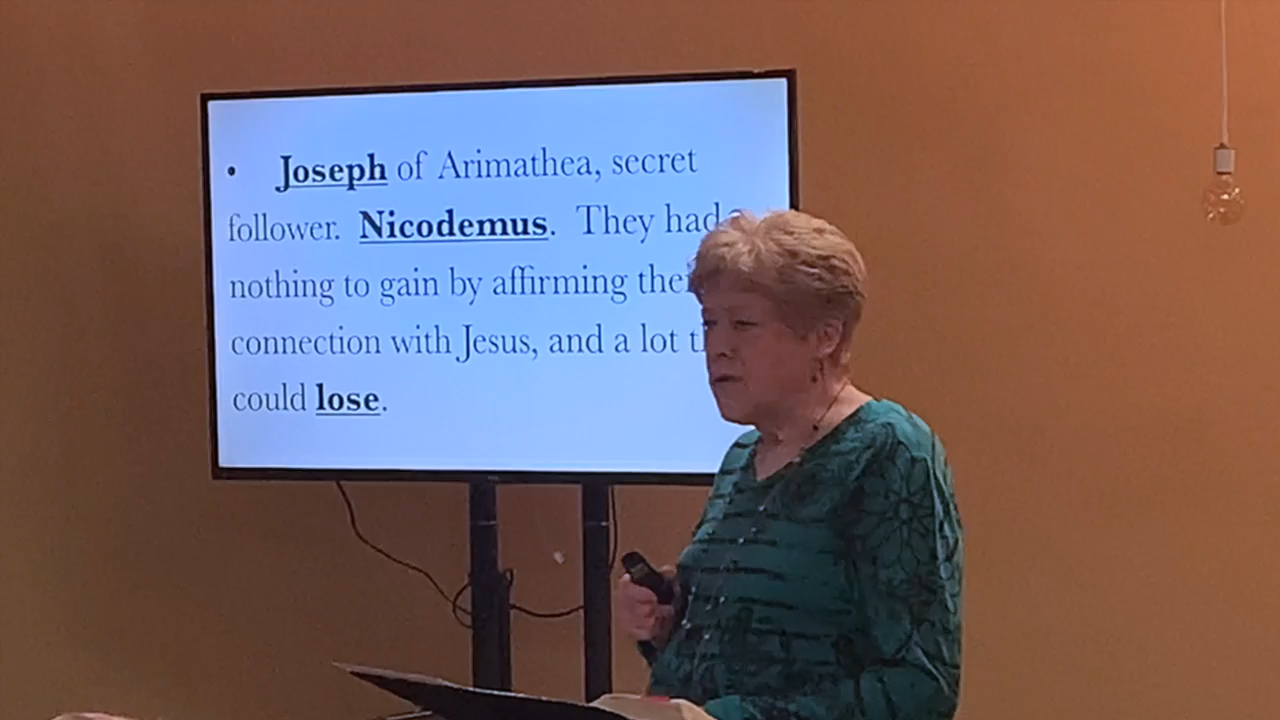 • Joseph of Arimathea, secret
follower. Nicodemus. They had
nothing to gain by affirming
connection with Jesus, and a lot
could lose.